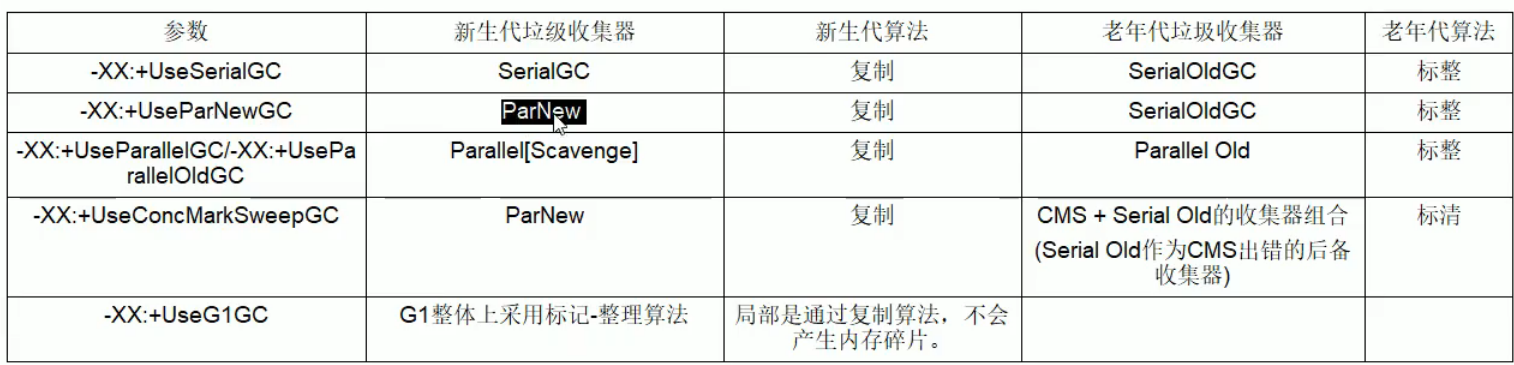 参数 新生代垃级收集器 新生代算法 老年代垃圾收集器 老年代算法
-XX:+UseSerialGC SerialGC 复制 SerialOldGC 标整
-XX:+UseParNewGC ParNew 复制 SerialOldGC 标整
-XX:+UseParallelGC/-XX:+UsePa Parallel[Scavenge] 复制 Parallel Old 标整
rallelOldGC
-XX:+UseConcMarkSweepGC ParNew 复制 CMS + Serial Old的收集器组合 标清
(Serial Old作为CMS出错的后备
收集器)
-XX:+UseG1GC G1整体上采用标记-整理算法 局部是通过复制算法，不会
产生内存碎片。